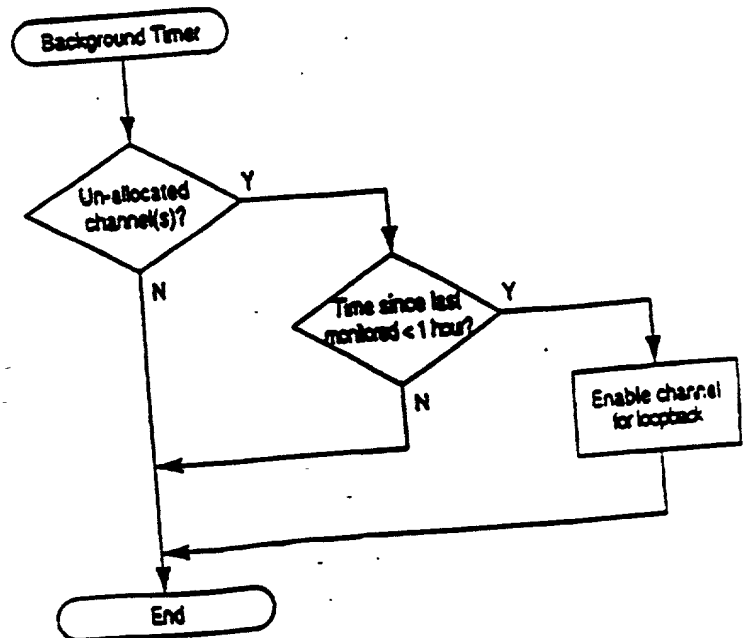 Background Timer
Un-allocated
channel(s)?
Y
N
Time since last
monitored < 1 hour?
Y
N
Enable channel
for loopback
End